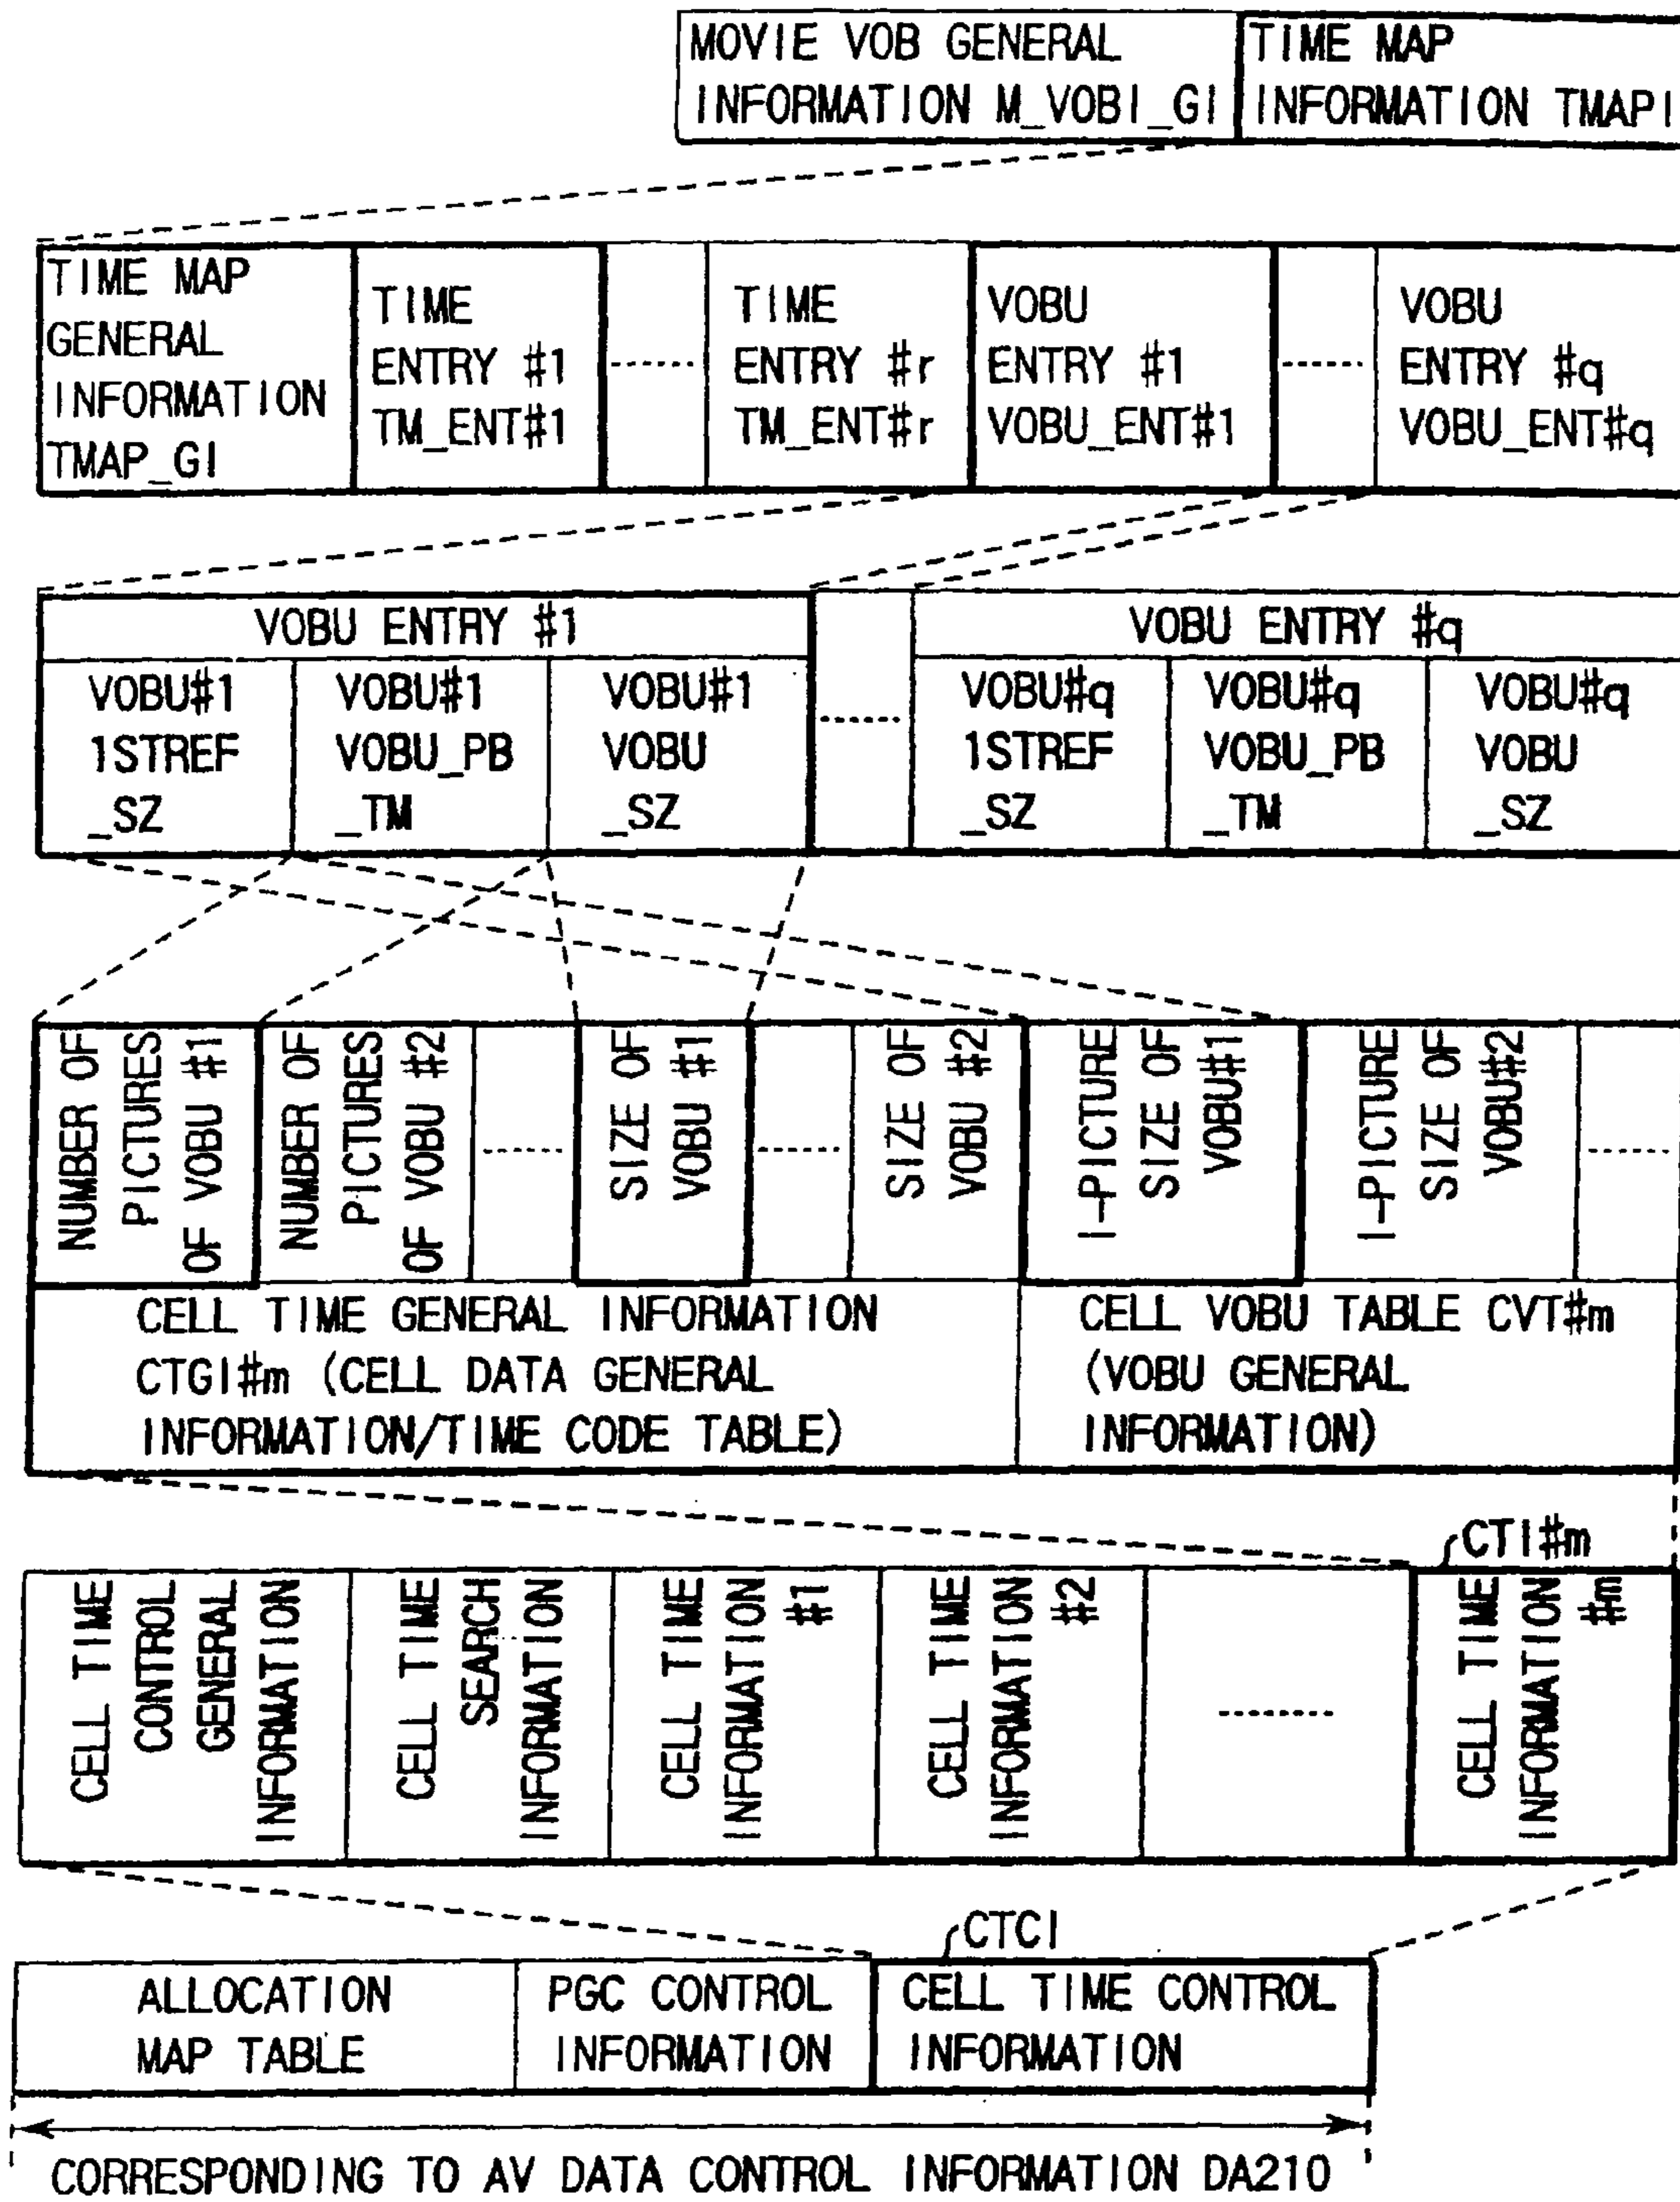 MOVIE VOB GENERAL
INFORMATION M_VOBI_GI
TIME MAP
INFORMATION TMAPI
TIME MAP
GENERAL
INFORMATION
TMAP_GI
TIME
ENTRY #1
TM_ENT#1
TIME
ENTRY #r
TM_ENT#r
VOBU
ENTRY #1
VOBU_ENT#1
VOBU
ENTRY #q
VOBU_ENT#q
VOBU ENTRY #1
VOBU#1
1STREF
_SZ
VOBU#1
VOBU_PB
_TM
VOBU#1
VOBU
_SZ
VOBU ENTRY #q
VOBU#q
1STREF
_SZ
VOBU#q
VOBU_PB
_TM
VOBU#q
VOBU
_SZ
NUMBER OF
PICTURES
OF VOBU #1
NUMBER OF
PICTURES
OF VOBU #2
SIZE OF
VOBU #1
SIZE OF
VOBU #2
I-PICTURE
SIZE OF
VOBU#1
I-PICTURE
SIZE OF
VOBU#2
CELL TIME GENERAL INFORMATION
CTGI#m (CELL DATA GENERAL
INFORMATION/TIME CODE TABLE)
CELL VOBU TABLE CVT#m
(VOBU GENERAL
INFORMATION)
CTI#m
CELL TIME
CONTROL
GENERAL
INFORMATION
CELL TIME
SEARCH
INFORMATION
CELL TIME
INFORMATION
#1
CELL TIME
INFORMATION
#2
CELL TIME
INFORMATION
#m
CTCI
ALLOCATION
MAP TABLE
PGC CONTROL
INFORMATION
CELL TIME CONTROL
INFORMATION
CORRESPONDING TO AV DATA CONTROL INFORMATION DA210